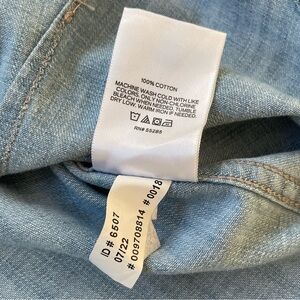 100% COTTON
MACHINE WASH COLD WITH LIKE
COLORS. ONLY NON-CHLORINE
BLEACH WHEN NEEDED. TUMBLE
DRY LOW. WARM IRON IF NEEDED.
RN# 55285
ID # 6507
07/22 # 0018
# 009708814